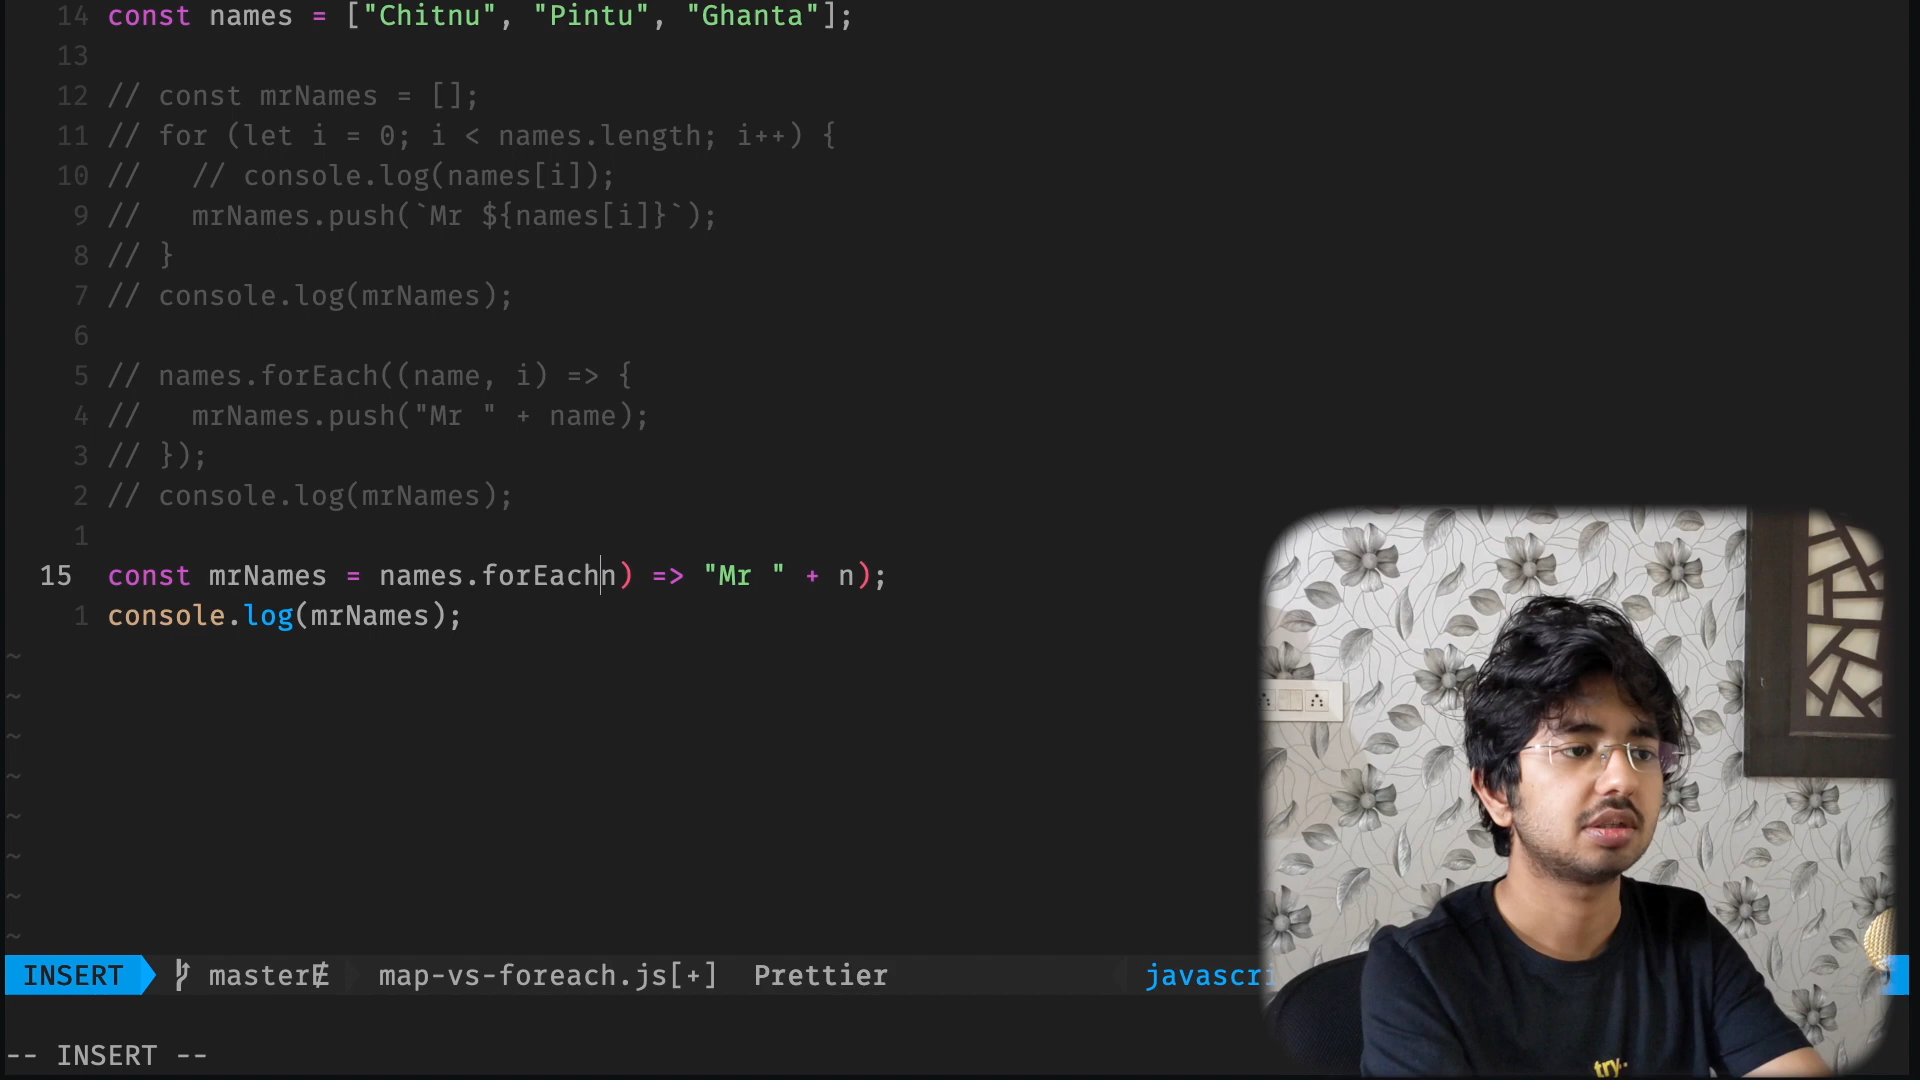 14 const names = ["Chitnu", "Pintu", "Ghanta"];
13
12 // const mrNames = [];
11 // for (let i = 0; i < names.length; i++) {
10 //   // console.log(names[i]);
9 //   mrNames.push(`Mr ${names[i]}`);
8 // }
7 // console.log(mrNames);
6
5 // names.forEach((name, i) => {
4 //   mrNames.push("Mr " + name);
3 // });
2 // console.log(mrNames);
1
15 const mrNames = names.forEachn) => "Mr " + n);
1 console.log(mrNames);
~
~
~
~
~
~
~
~
INSERT master map-vs-foreach.js[+] Prettier javascri
-- INSERT --
try..